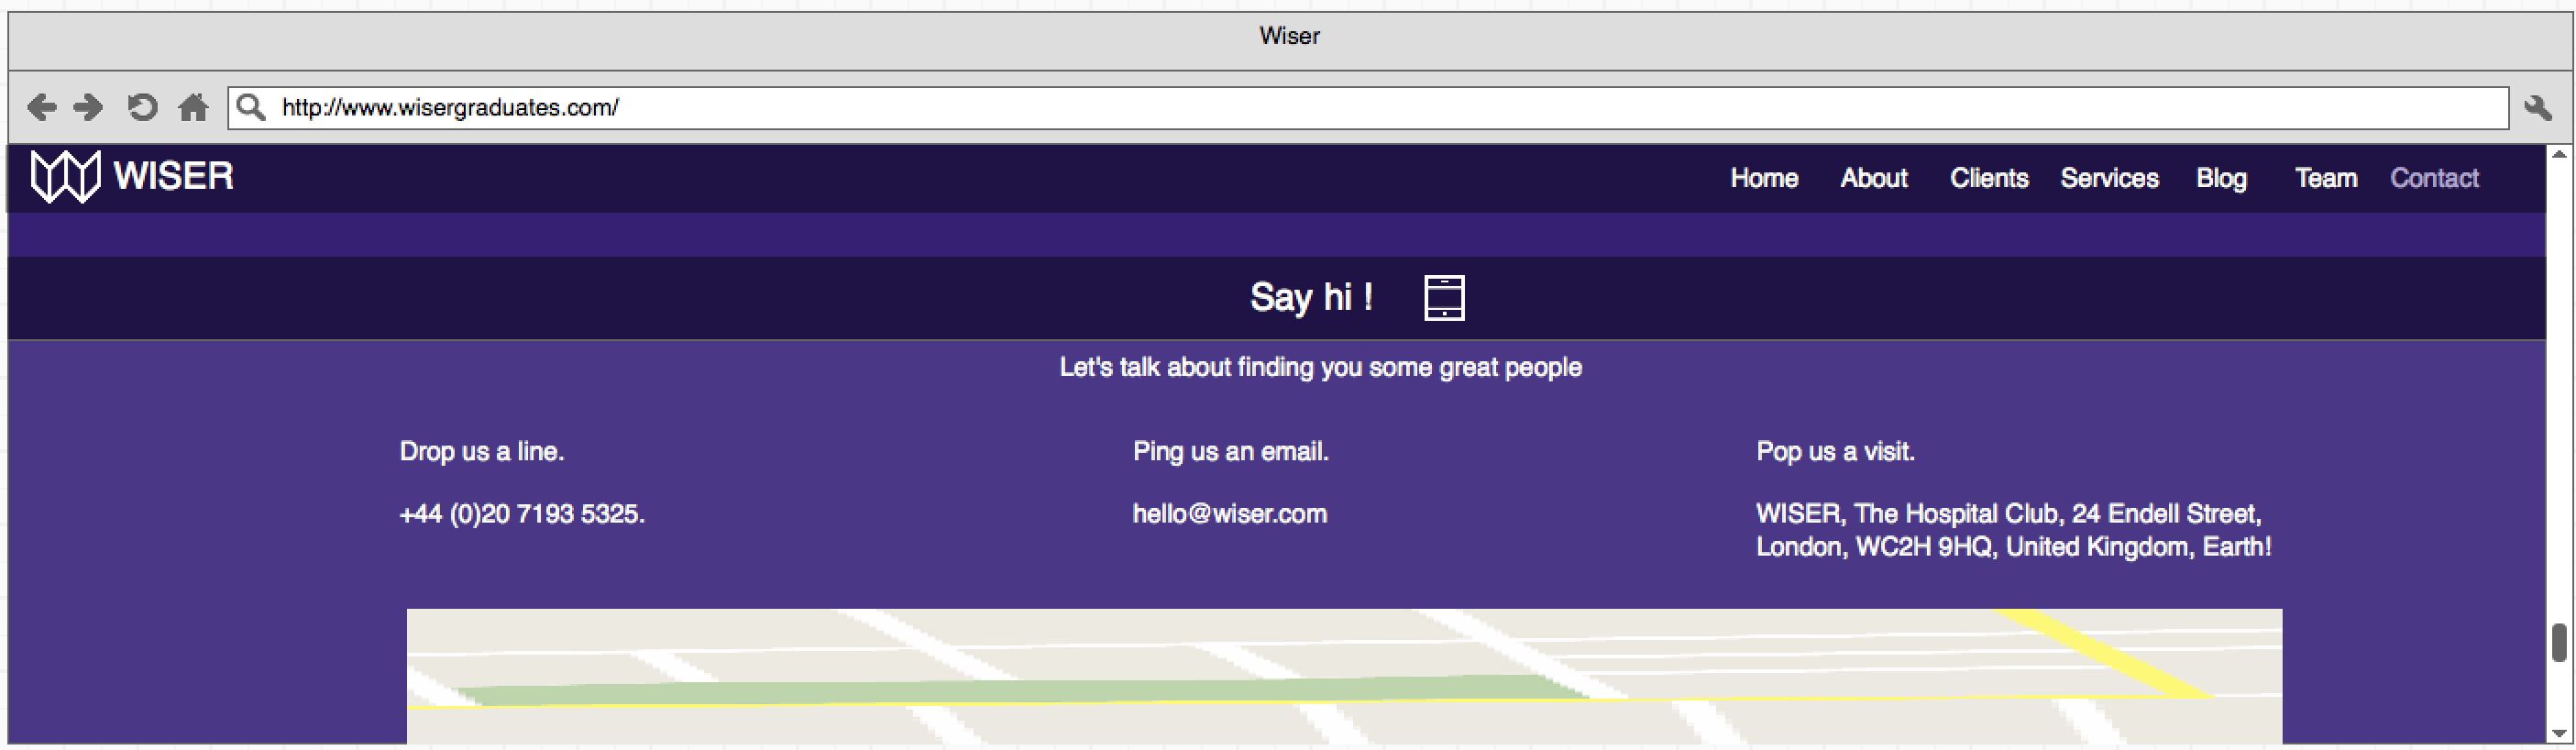 Wiser
http://www.wisergraduates.com/
WISER
Home About Clients Services Blog Team Contact
Say hi !
Let's talk about finding you some great people
Drop us a line.
+44 (0)20 7193 5325.
Ping us an email.
hello@wiser.com
Pop us a visit.
WISER, The Hospital Club, 24 Endell Street,
London, WC2H 9HQ, United Kingdom, Earth!